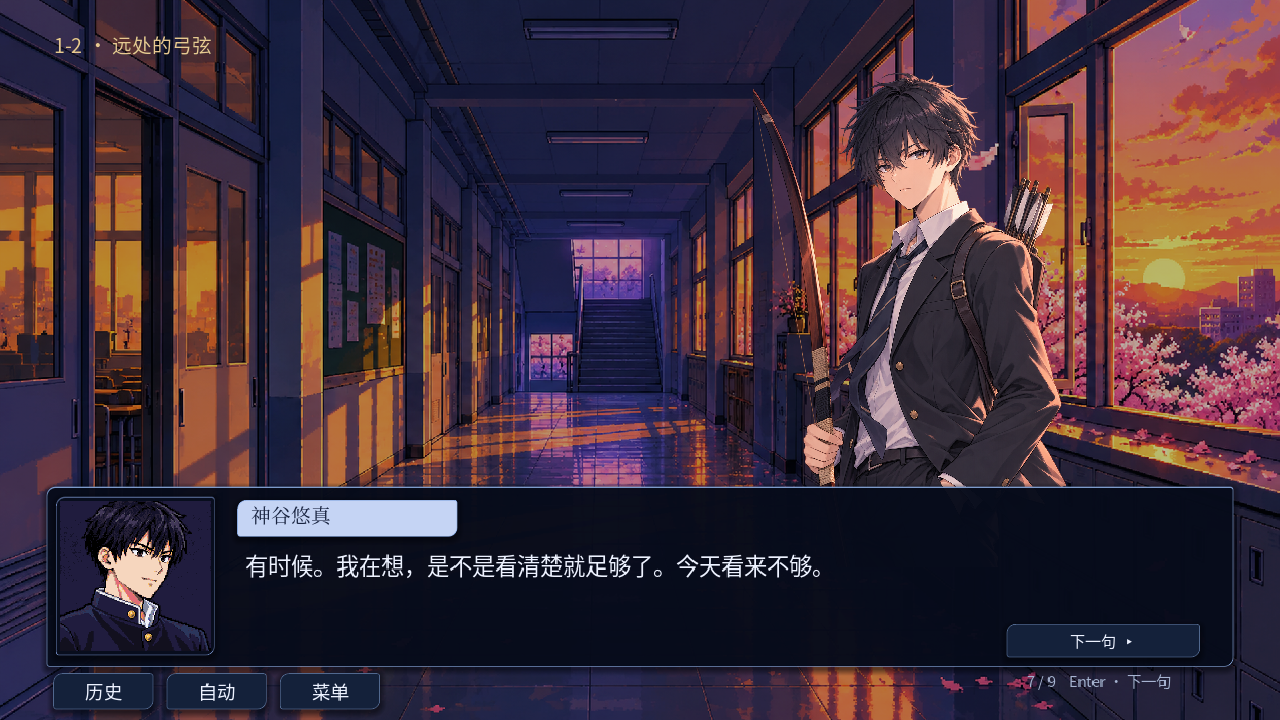 1-2 · 远处的弓弦
神谷悠真
有时候。我在想，是不是看清楚就足够了。今天看来不够。
下一句 ▸
历史 自动 菜单
7 / 9 Enter · 下一句